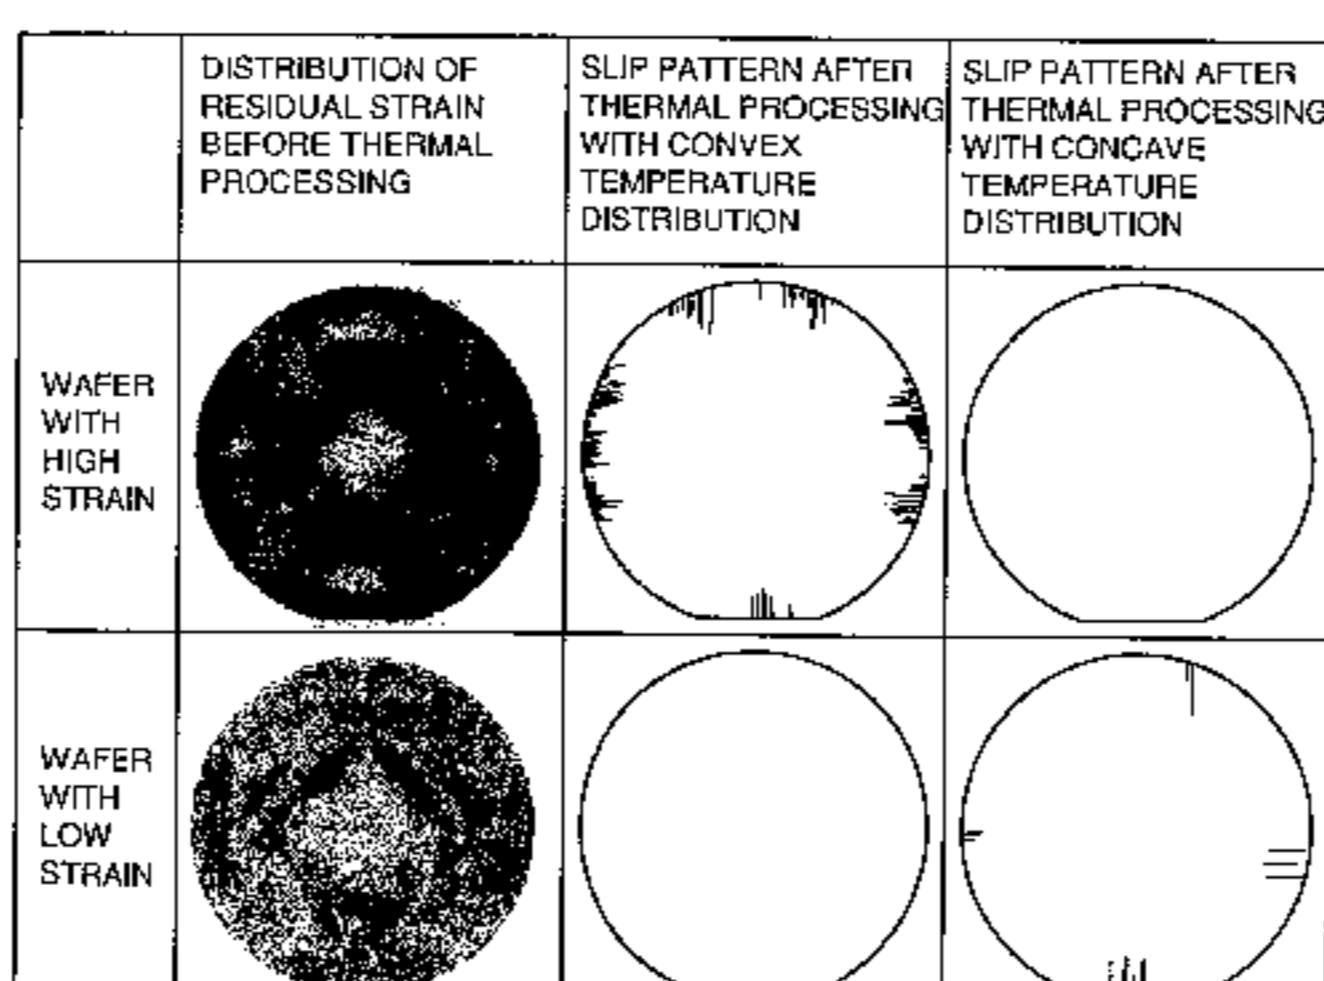 DISTRIBUTION OF
RESIDUAL STRAIN
BEFORE THERMAL
PROCESSING
SLIP PATTERN AFTER
THERMAL PROCESSING
WITH CONVEX
TEMPERATURE
DISTRIBUTION
SLIP PATTERN AFTER
THERMAL PROCESSING
WITH CONCAVE
TEMPERATURE
DISTRIBUTION
WAFER
WITH
HIGH
STRAIN
WAFER
WITH
LOW
STRAIN